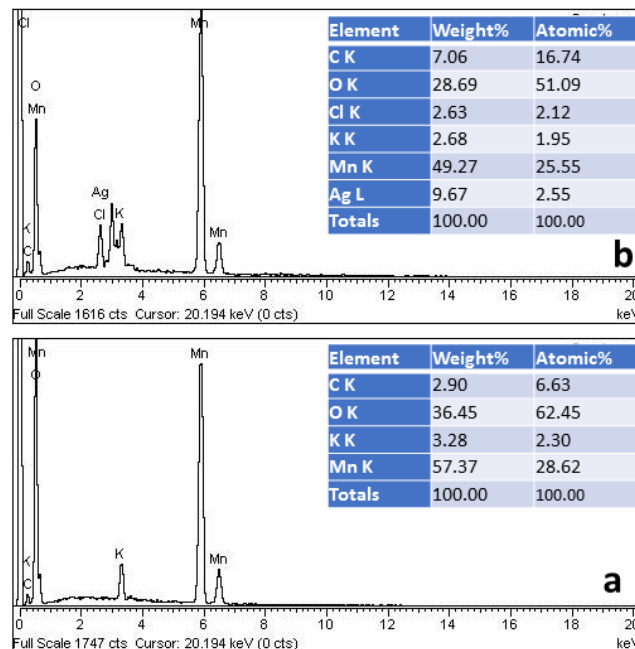 Cl
Mn
O
Mn
Ag
Cl
K
K
C
Mn
Element Weight% Atomic%
C K 7.06 16.74
O K 28.69 51.09
Cl K 2.63 2.12
K K 2.68 1.95
Mn K 49.27 25.55
Ag L 9.67 2.55
Totals 100.00 100.00
b
0 2 4 6 8 10 12 14 16 18 20
Full Scale 1616 cts Cursor: 20.194 keV (0 cts) keV
Mn
O
Mn
K
K
C
Mn
Element Weight% Atomic%
C K 2.90 6.63
O K 36.45 62.45
K K 3.28 2.30
Mn K 57.37 28.62
Totals 100.00 100.00
a
0 2 4 6 8 10 12 14 16 18 20
Full Scale 1747 cts Cursor: 20.194 keV (0 cts) keV